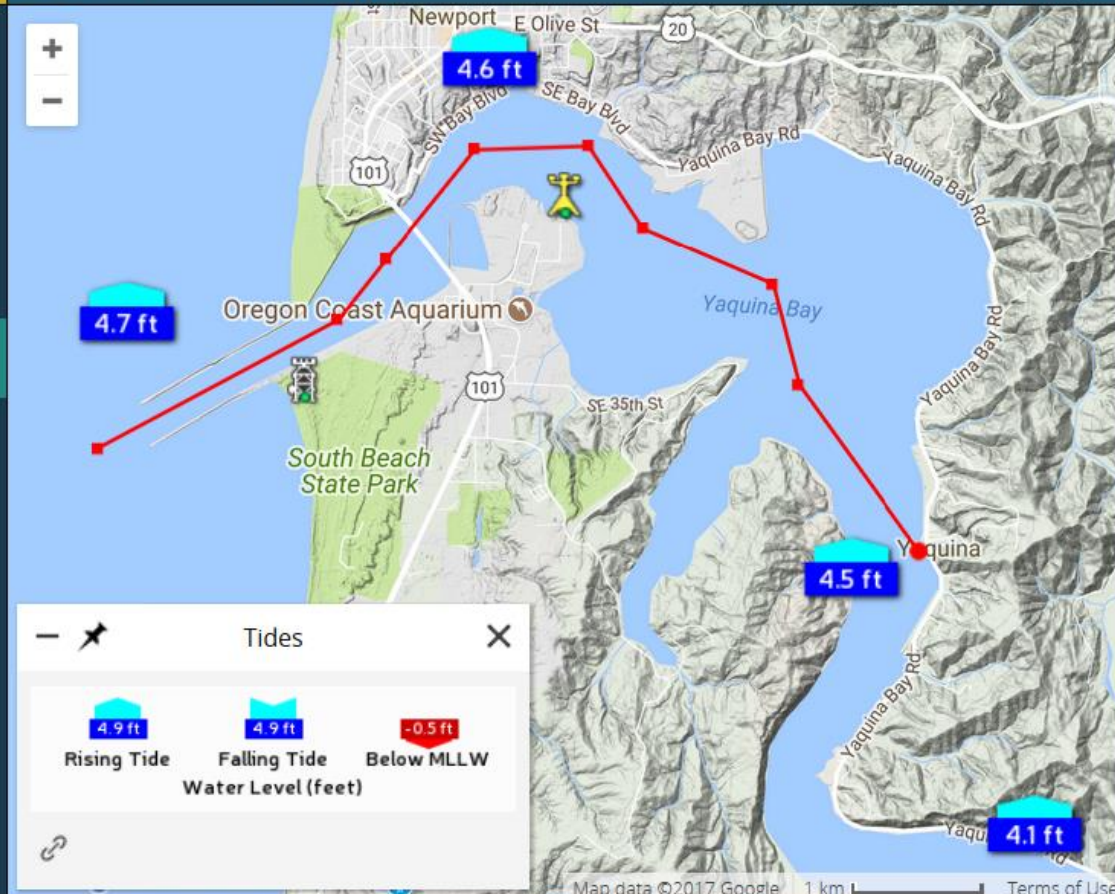 Newport
E Olive St
20
4.6 ft
SW Bay Blvd
SE Bay Blvd
Yaquina Bay Rd
Yaquina Bay Rd
101
4.7 ft
Oregon Coast Aquarium
Yaquina Bay
Yaquina Bay Rd
101
SE 35th St
South Beach
State Park
Yaquina
4.5 ft
Yaquina Bay Rd
4.1 ft
Tides
4.9 ft
4.9 ft
-0.5 ft
Rising Tide
Falling Tide
Below MLLW
Water Level (feet)
Map data ©2017 Google
1 km
Terms of Use